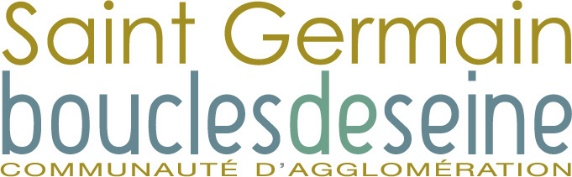 Saint Germain
bouclesdeseine
COMMUNAUTÉ D'AGGLOMÉRATION